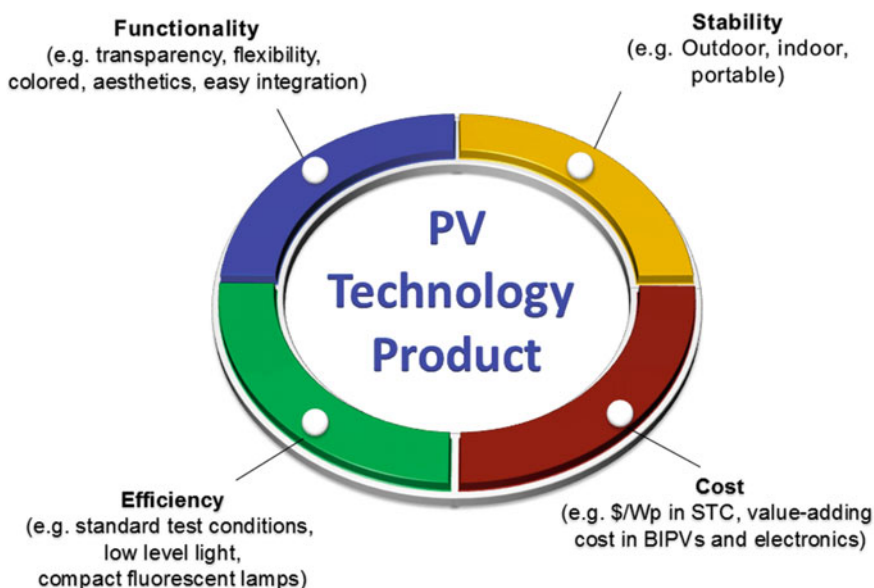 Functionality
(e.g. transparency, flexibility,
colored, aesthetics, easy integration)
Stability
(e.g. Outdoor, indoor,
portable)
PV
Technology
Product
Efficiency
(e.g. standard test conditions,
low level light,
compact fluorescent lamps)
Cost
(e.g. $/Wp in STC, value-adding
cost in BIPVs and electronics)